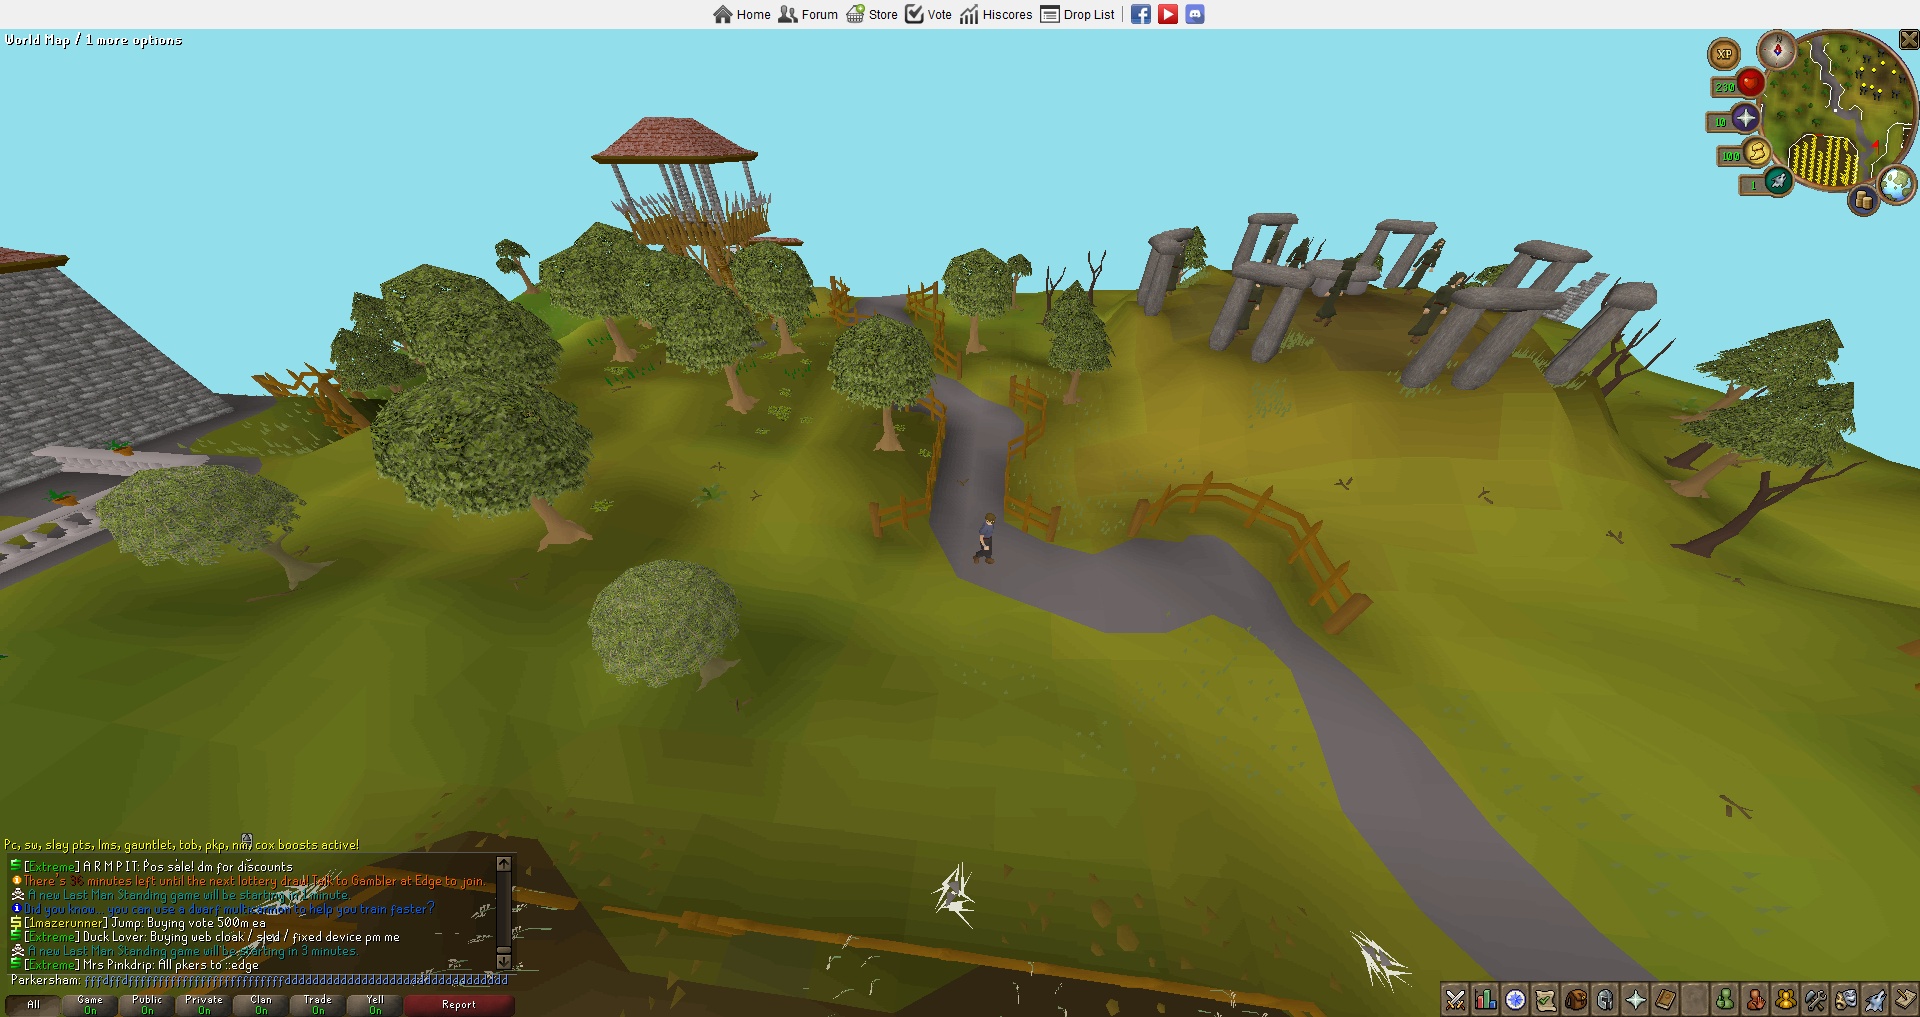 Home Forum Store Vote Hiscores Drop List
World Map / 1 more options
XP
N
230
10
100
1
Pc, sw, slay pts, lms, gauntlet, tob, pkp, nm, cox boosts active!
[Extreme] A R M P I T: Pos sale! dm for discounts
There's 36 minutes left until the next lottery draw! Talk to Gambler at Edge to join.
A new Last Man Standing game will be starting in 1 minute.
Did you know... you can use a dwarf multicannon to help you train faster?
[1mazerunner] Jump: Buying vote 500m ea
[Extreme] Duck Lover: Buying web cloak / sled / fixed device pm me
A new Last Man Standing game will be starting in 3 minutes.
[Extreme] Mrs Pinkdrip: All pkers to ::edge
Parkersham:
All Game On Public On Private On Clan On Trade On Yell On Report